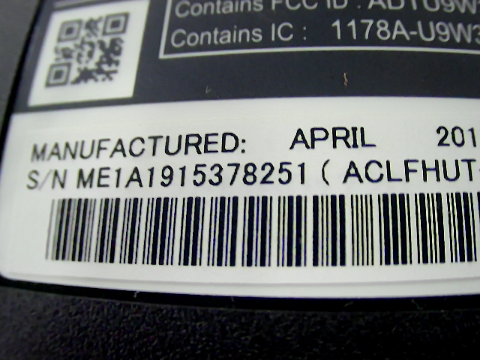 Contains FCC ID :
Contains IC : 1178A-U9W3
MANUFACTURED: APRIL 201
S/N ME1A1915378251 ( ACLFHUT